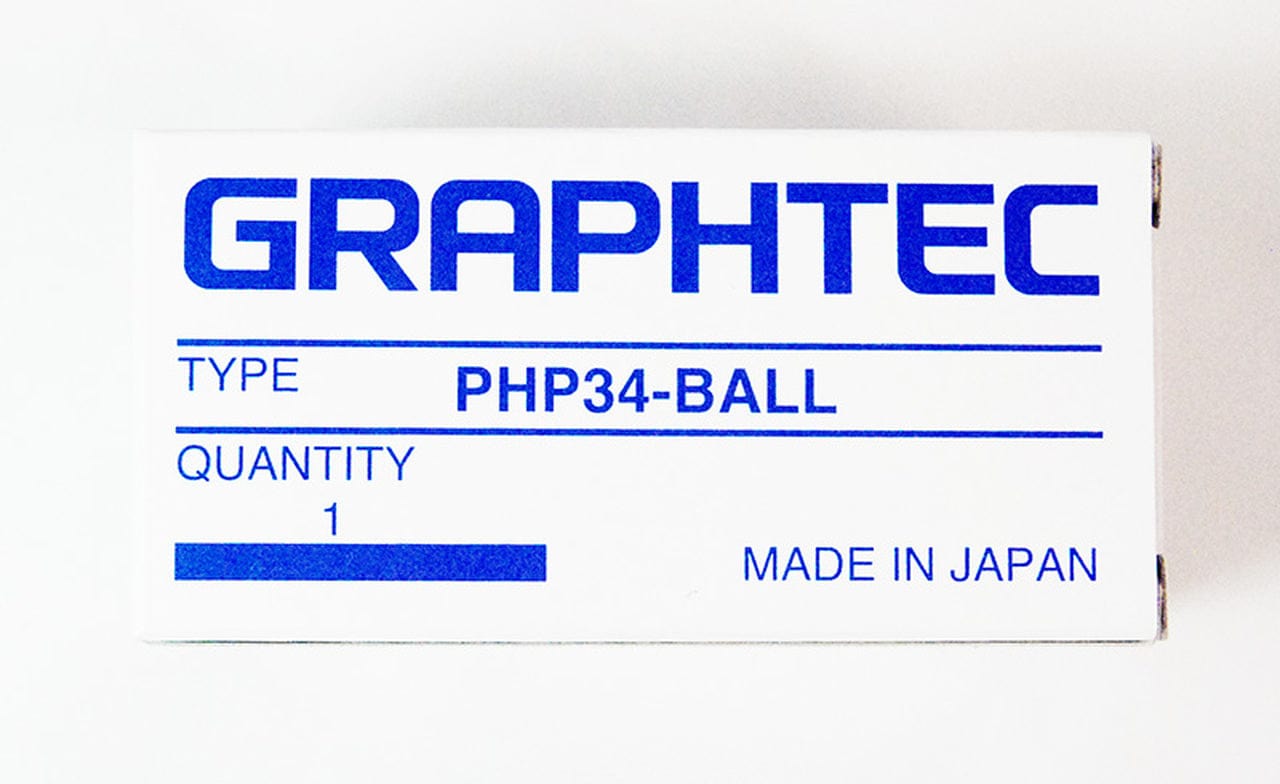 GRAPHTEC
TYPE PHP34-BALL
QUANTITY
1
MADE IN JAPAN